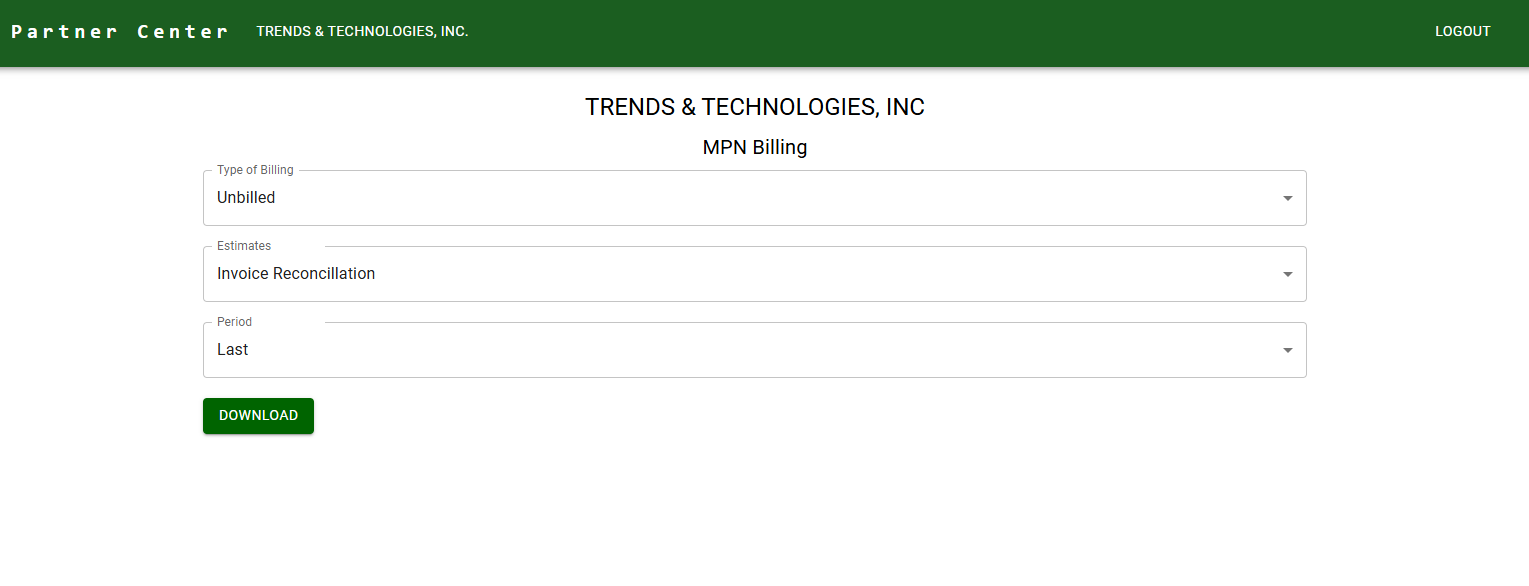 Partner Center TRENDS & TECHNOLOGIES, INC. LOGOUT
TRENDS & TECHNOLOGIES, INC
MPN Billing
Type of Billing
Unbilled
Estimates
Invoice Reconcillation
Period
Last
DOWNLOAD